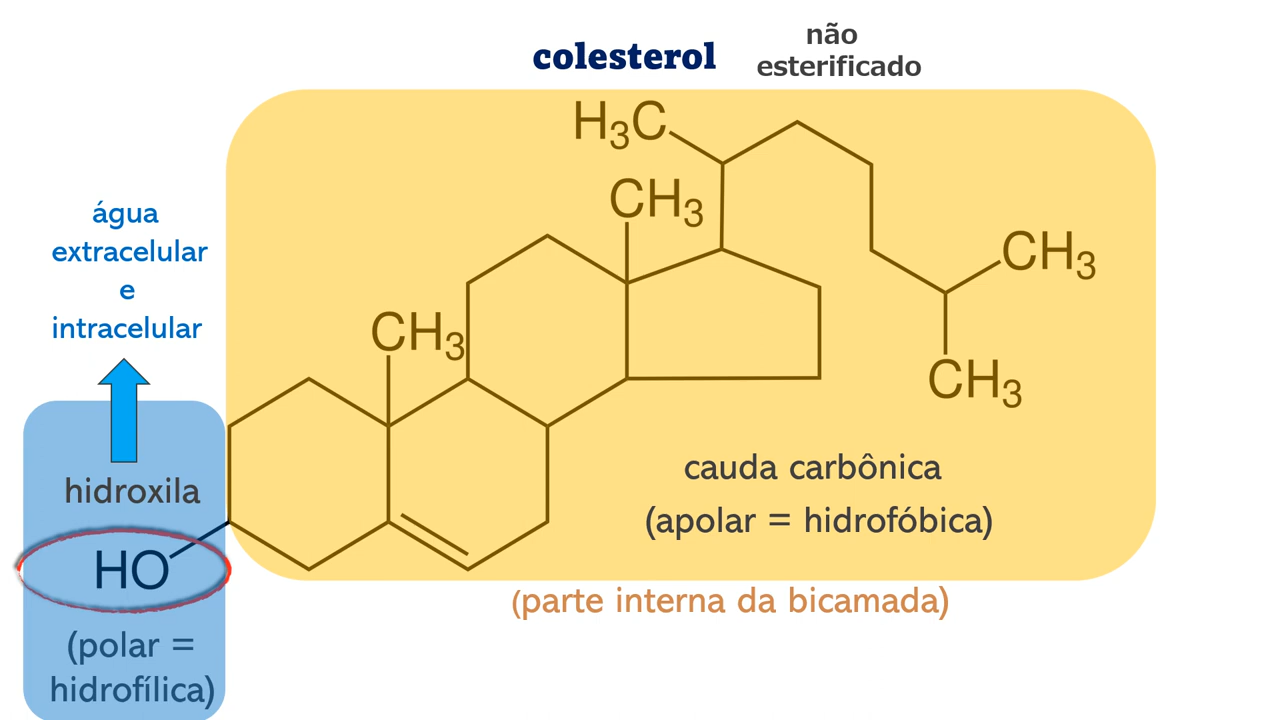 colesterol
não
esterificado
H₃C
CH₃
CH₃
CH₃
CH₃
água
extracelular
e
intracelular
hidroxila
HO
(polar =
hidrofílica)
cauda carbônica
(apolar = hidrofóbica)
(parte interna da bicamada)